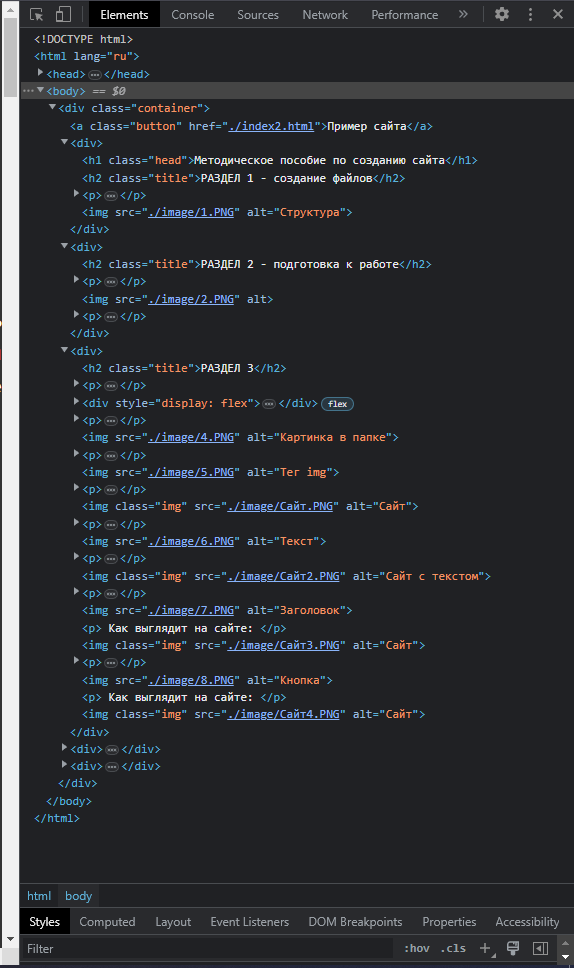 Elements Console Sources Network Performance »
<!DOCTYPE html>
<html lang="ru">
<head>…</head>
… <body> == $0
<div class="container">
<a class="button" href="./index2.html">Пример сайта</a>
<div>
<h1 class="head">Методическое пособие по созданию сайта</h1>
<h2 class="title">РАЗДЕЛ 1 - создание файлов</h2>
<p>…</p>
<img src="./image/1.PNG" alt="Структура">
</div>
<div>
<h2 class="title">РАЗДЕЛ 2 - подготовка к работе</h2>
<p>…</p>
<img src="./image/2.PNG" alt>
<p>…</p>
</div>
<div>
<h2 class="title">РАЗДЕЛ 3</h2>
<p>…</p>
<div style="display: flex">…</div> flex
<p>…</p>
<img src="./image/4.PNG" alt="Картинка в папке">
<p>…</p>
<img src="./image/5.PNG" alt="Тег img">
<p>…</p>
<img class="img" src="./image/Сайт.PNG" alt="Сайт">
<p>…</p>
<img src="./image/6.PNG" alt="Текст">
<p>…</p>
<img class="img" src="./image/Сайт2.PNG" alt="Сайт с текстом">
<p>…</p>
<img src="./image/7.PNG" alt="Заголовок">
<p> Как выглядит на сайте: </p>
<img class="img" src="./image/Сайт3.PNG" alt="Сайт">
<p>…</p>
<img src="./image/8.PNG" alt="Кнопка">
<p> Как выглядит на сайте: </p>
<img class="img" src="./image/Сайт4.PNG" alt="Сайт">
</div>
<div>…</div>
<div>…</div>
</div>
</body>
</html>
html body
Styles Computed Layout Event Listeners DOM Breakpoints Properties Accessibility
Filter :hov .cls +